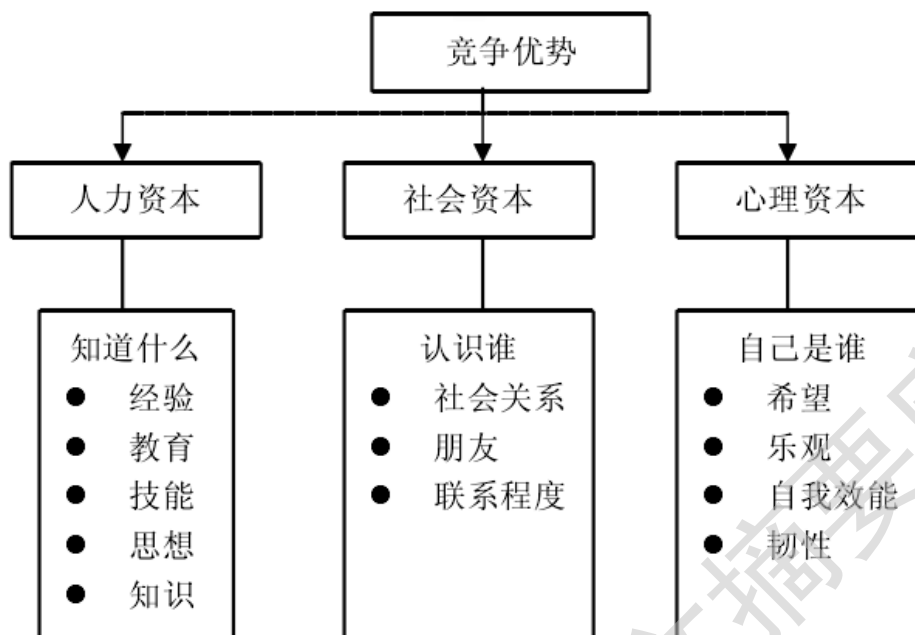 竞争优势
人力资本
社会资本
心理资本
知道什么
● 经验
● 教育
● 技能
● 思想
● 知识
认识谁
● 社会关系
● 朋友
● 联系程度
自己是谁
● 希望
● 乐观
● 自我效能
● 韧性
摘要